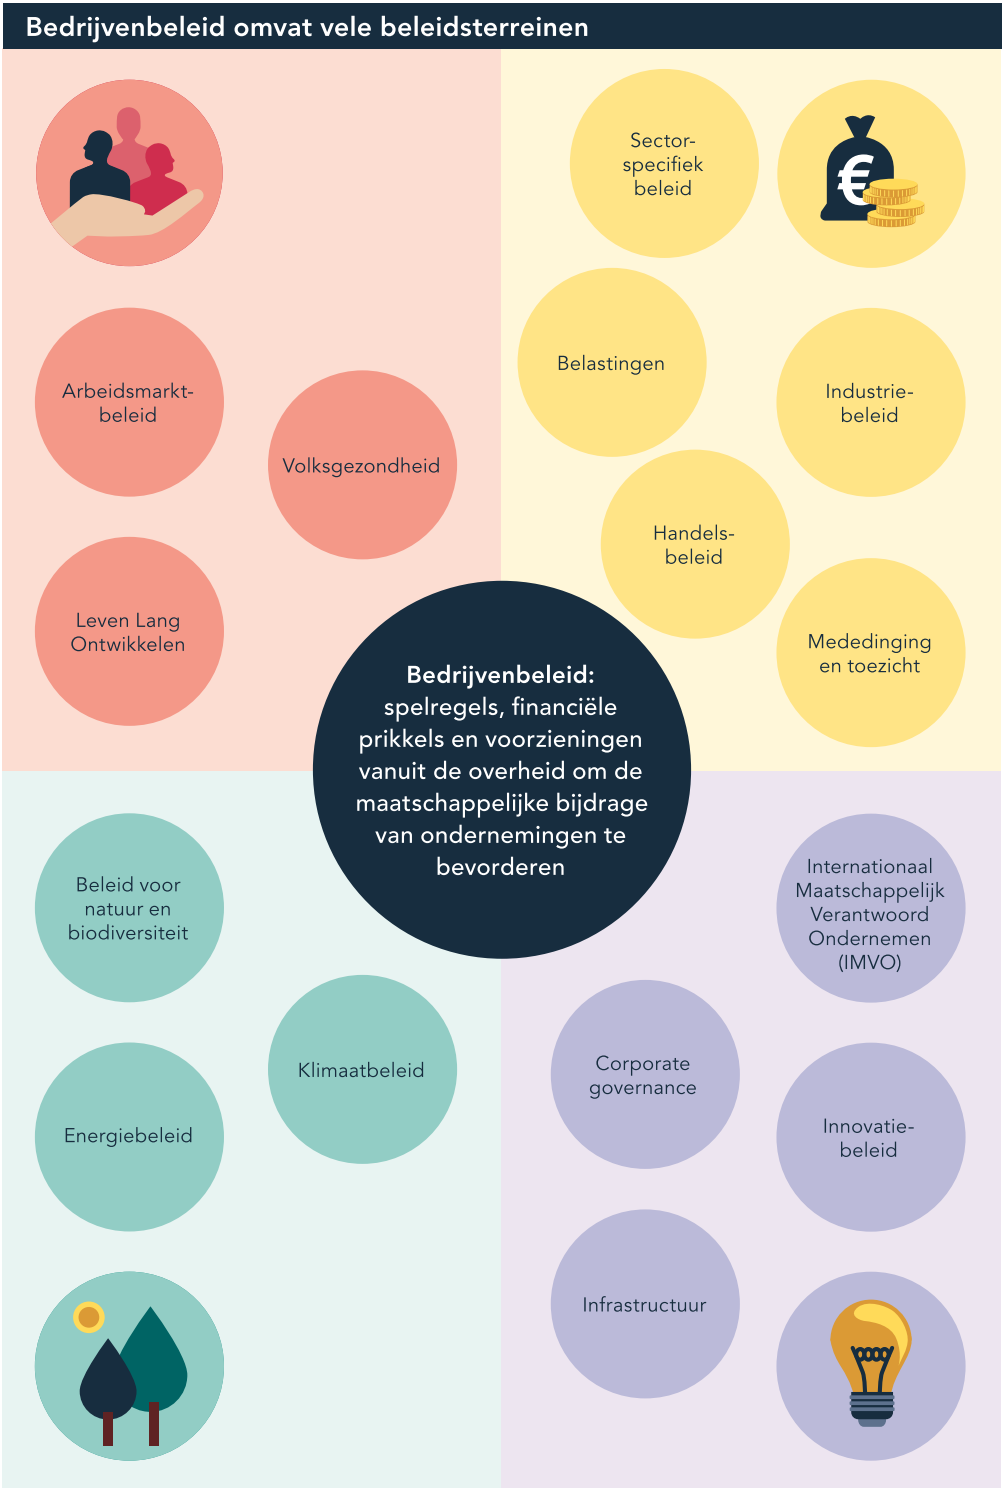 Bedrijvenbeleid omvat vele beleidsterreinen
Sector-
specifiek
beleid
€
Belastingen
Arbeidsmarkt-
beleid
Industrie-
beleid
Volksgezondheid
Handels-
beleid
Leven Lang
Ontwikkelen
Mededinging
en toezicht
Bedrijvenbeleid:
spelregels, financiële
prikkels en voorzieningen
vanuit de overheid om de
maatschappelijke bijdrage
van ondernemingen te
bevorderen
Beleid voor
natuur en
biodiversiteit
Internationaal
Maatschappelijk
Verantwoord
Ondernemen
(IMVO)
Klimaatbeleid
Corporate
governance
Energiebeleid
Innovatie-
beleid
Infrastructuur